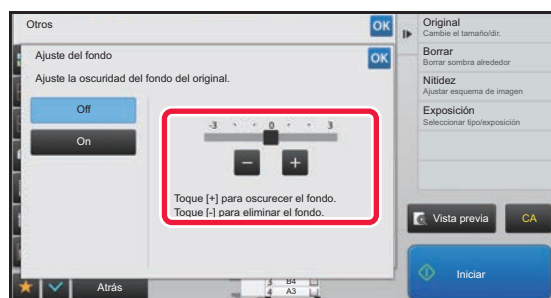 Otros
OK
Ajuste del fondo
OK
Ajuste la oscuridad del fondo del original.
Off
On
-3 0 3
− +
Toque [+] para oscurecer el fondo.
Toque [-] para eliminar el fondo.
Atrás
3 B4
4 A3
Original
Cambie el tamaño/dir.
Borrar
Borrar sombra alrededor
Nitidez
Ajustar esquema de imagen
Exposición
Seleccionar tipo/exposición
Vista previa
CA
Iniciar